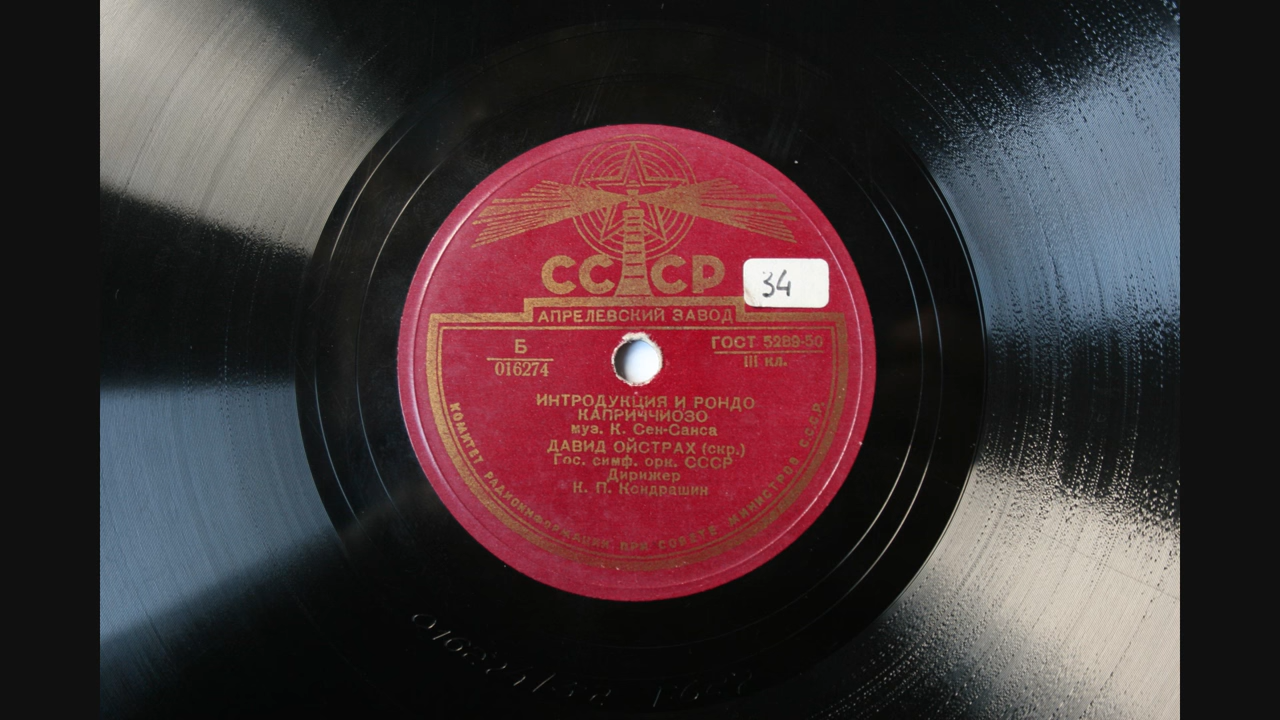 СССР
34
АПРЕЛЕВСКИЙ ЗАВОД
Б
016274
ГОСТ 5289-50
III кл.
ИНТРОДУКЦИЯ И РОНДО
КАПРИЧЧИОЗО
муз. К. Сен-Санса
ДАВИД ОЙСТРАХ (скр.)
Гос. симф. орк. СССР
Дирижер
К. П. Кондрашин
КОМИТЕТ РАДИОИНФОРМАЦИИ ПРИ СОВЕТЕ МИНИСТРОВ С.С.С.Р.